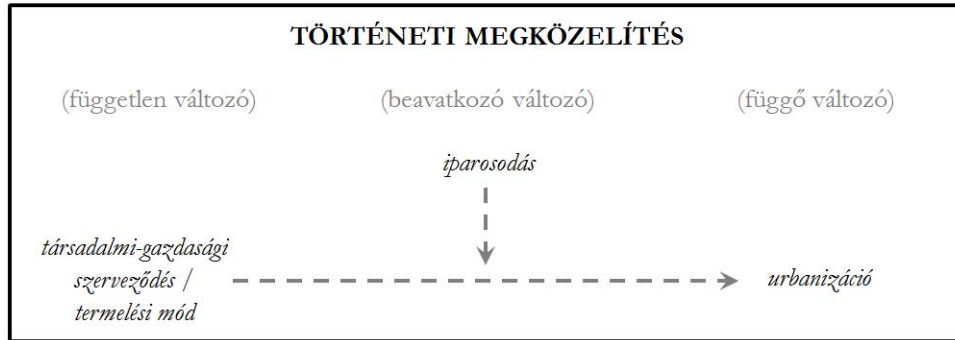 TÖRTÉNETI MEGKÖZELÍTÉS
(független változó)
(beavatkozó változó)
(függő változó)
iparosodás
társadalmi-gazdasági
szerveződés /
termelési mód
urbanizáció